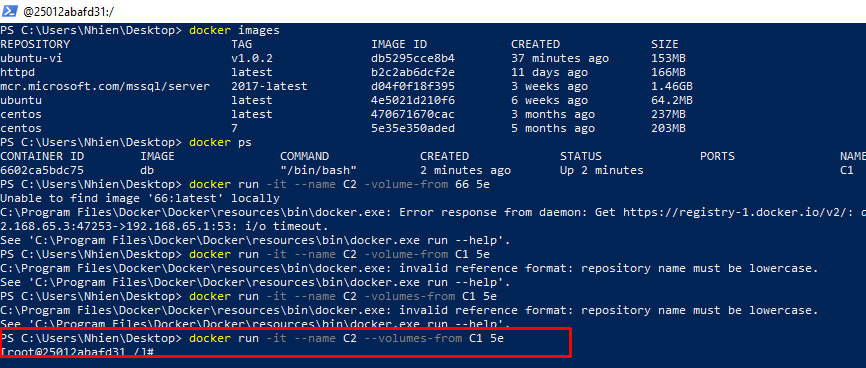 @25012abafd31:/
PS C:\Users\Nhien\Desktop> docker images
REPOSITORY TAG IMAGE ID CREATED SIZE
ubuntu-vi v1.0.2 db5295cce8b4 37 minutes ago 153MB
httpd latest b2c2ab6dcf2e 11 days ago 166MB
mcr.microsoft.com/mssql/server 2017-latest d04f0f18f395 3 weeks ago 1.46GB
ubuntu latest 4e5021d210f6 6 weeks ago 64.2MB
centos latest 470671670cac 3 months ago 237MB
centos 7 5e35e350aded 5 months ago 203MB
PS C:\Users\Nhien\Desktop> docker ps
CONTAINER ID IMAGE COMMAND CREATED STATUS PORTS NAME
6602ca5bdc75 db "/bin/bash" 2 minutes ago Up 2 minutes C1
PS C:\Users\Nhien\Desktop> docker run -it --name C2 -volume-from 66 5e
Unable to find image '66:latest' locally
C:\Program Files\Docker\Docker\resources\bin\docker.exe: Error response from daemon: Get https://registry-1.docker.io/v2/: d
2.168.65.3:47253->192.168.65.1:53: i/o timeout.
See 'C:\Program Files\Docker\Docker\resources\bin\docker.exe run --help'.
PS C:\Users\Nhien\Desktop> docker run -it --name C2 -volume-from C1 5e
C:\Program Files\Docker\Docker\resources\bin\docker.exe: invalid reference format: repository name must be lowercase.
See 'C:\Program Files\Docker\Docker\resources\bin\docker.exe run --help'.
PS C:\Users\Nhien\Desktop> docker run -it --name C2 -volumes-from C1 5e
C:\Program Files\Docker\Docker\resources\bin\docker.exe: invalid reference format: repository name must be lowercase.
See 'C:\Program Files\Docker\Docker\resources\bin\docker.exe run --help'.
PS C:\Users\Nhien\Desktop> docker run -it --name C2 --volumes-from C1 5e
[root@25012abafd31 /]#